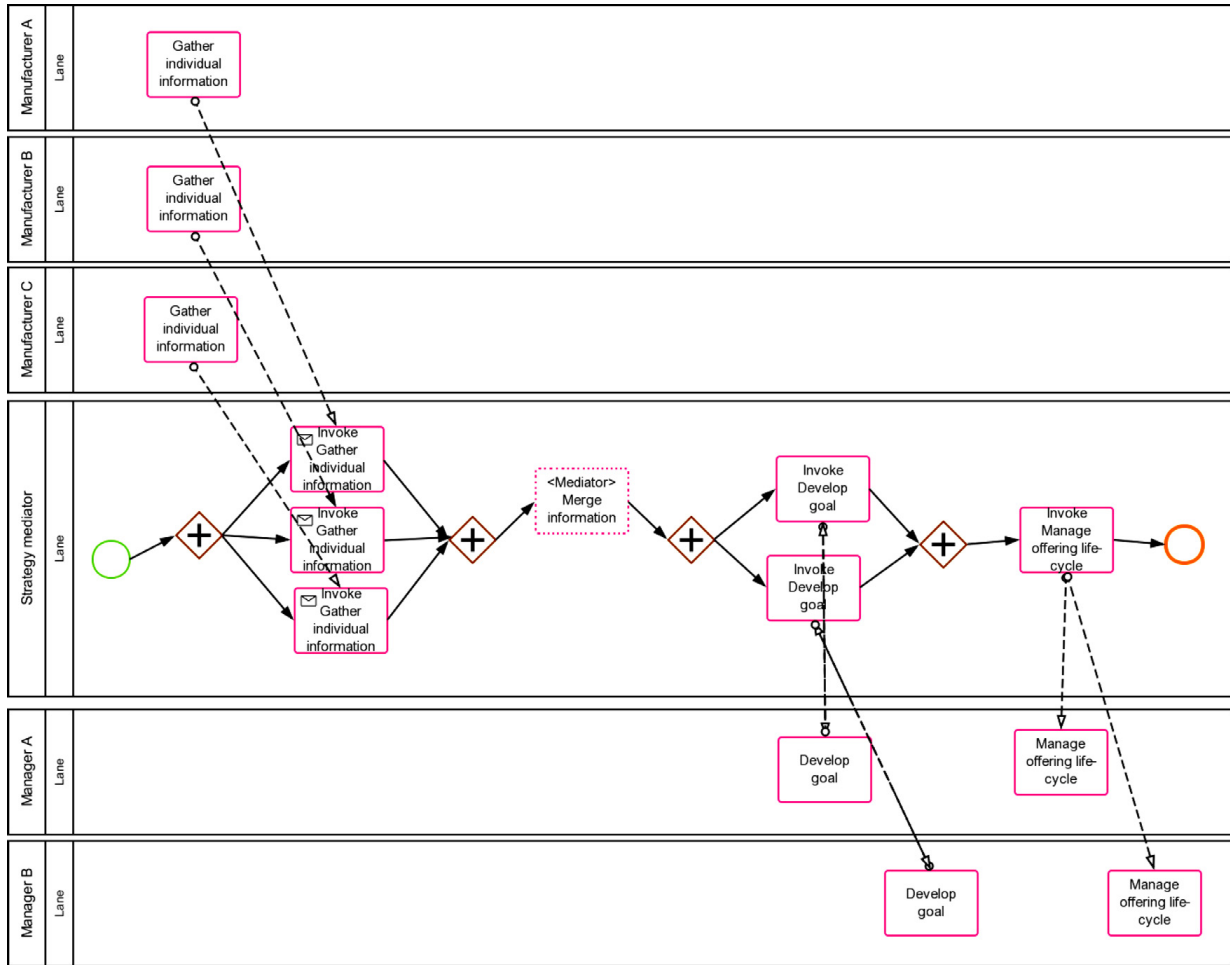 Manufacturer A
Lane
Gather
individual
information
Manufacturer B
Lane
Gather
individual
information
Manufacturer C
Lane
Gather
individual
information
Strategy mediator
Lane
Invoke
Gather
individual
information
Invoke
Gather
individual
information
Invoke
Gather
individual
information
<Mediator>
Merge
information
Invoke
Develop
goal
Invoke
Develop
goal
Invoke
Manage
offering life-
cycle
Manager A
Lane
Develop
goal
Manage
offering life-
cycle
Manager B
Lane
Develop
goal
Manage
offering life-
cycle